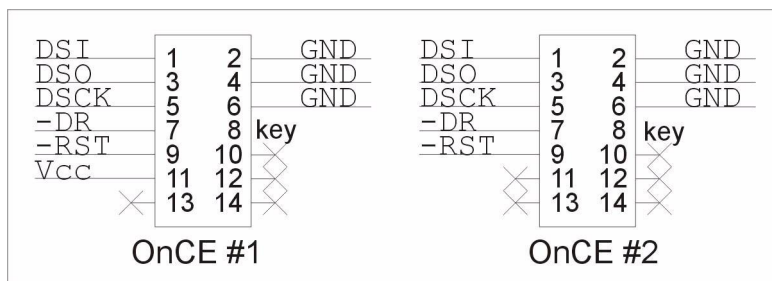 DSI 1 2 GND DSI 1 2 GND
DSO 3 4 GND DSO 3 4 GND
DSCK 5 6 GND DSCK 5 6 GND
-DR 7 8 key -DR 7 8 key
-RST 9 10 -RST 9 10
Vcc 11 12 11 12
13 14 13 14
OnCE #1 OnCE #2